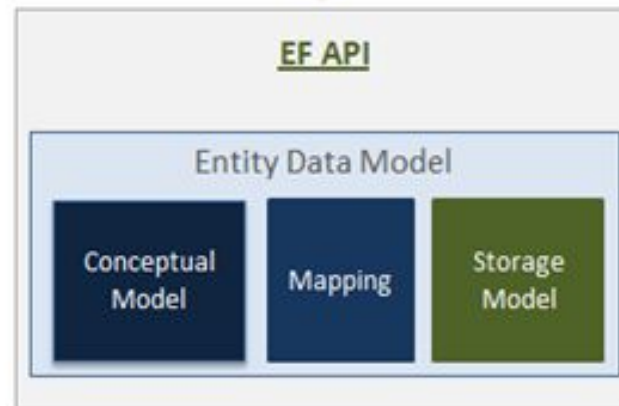 EF API
Entity Data Model
Conceptual
Model
Mapping
Storage
Model